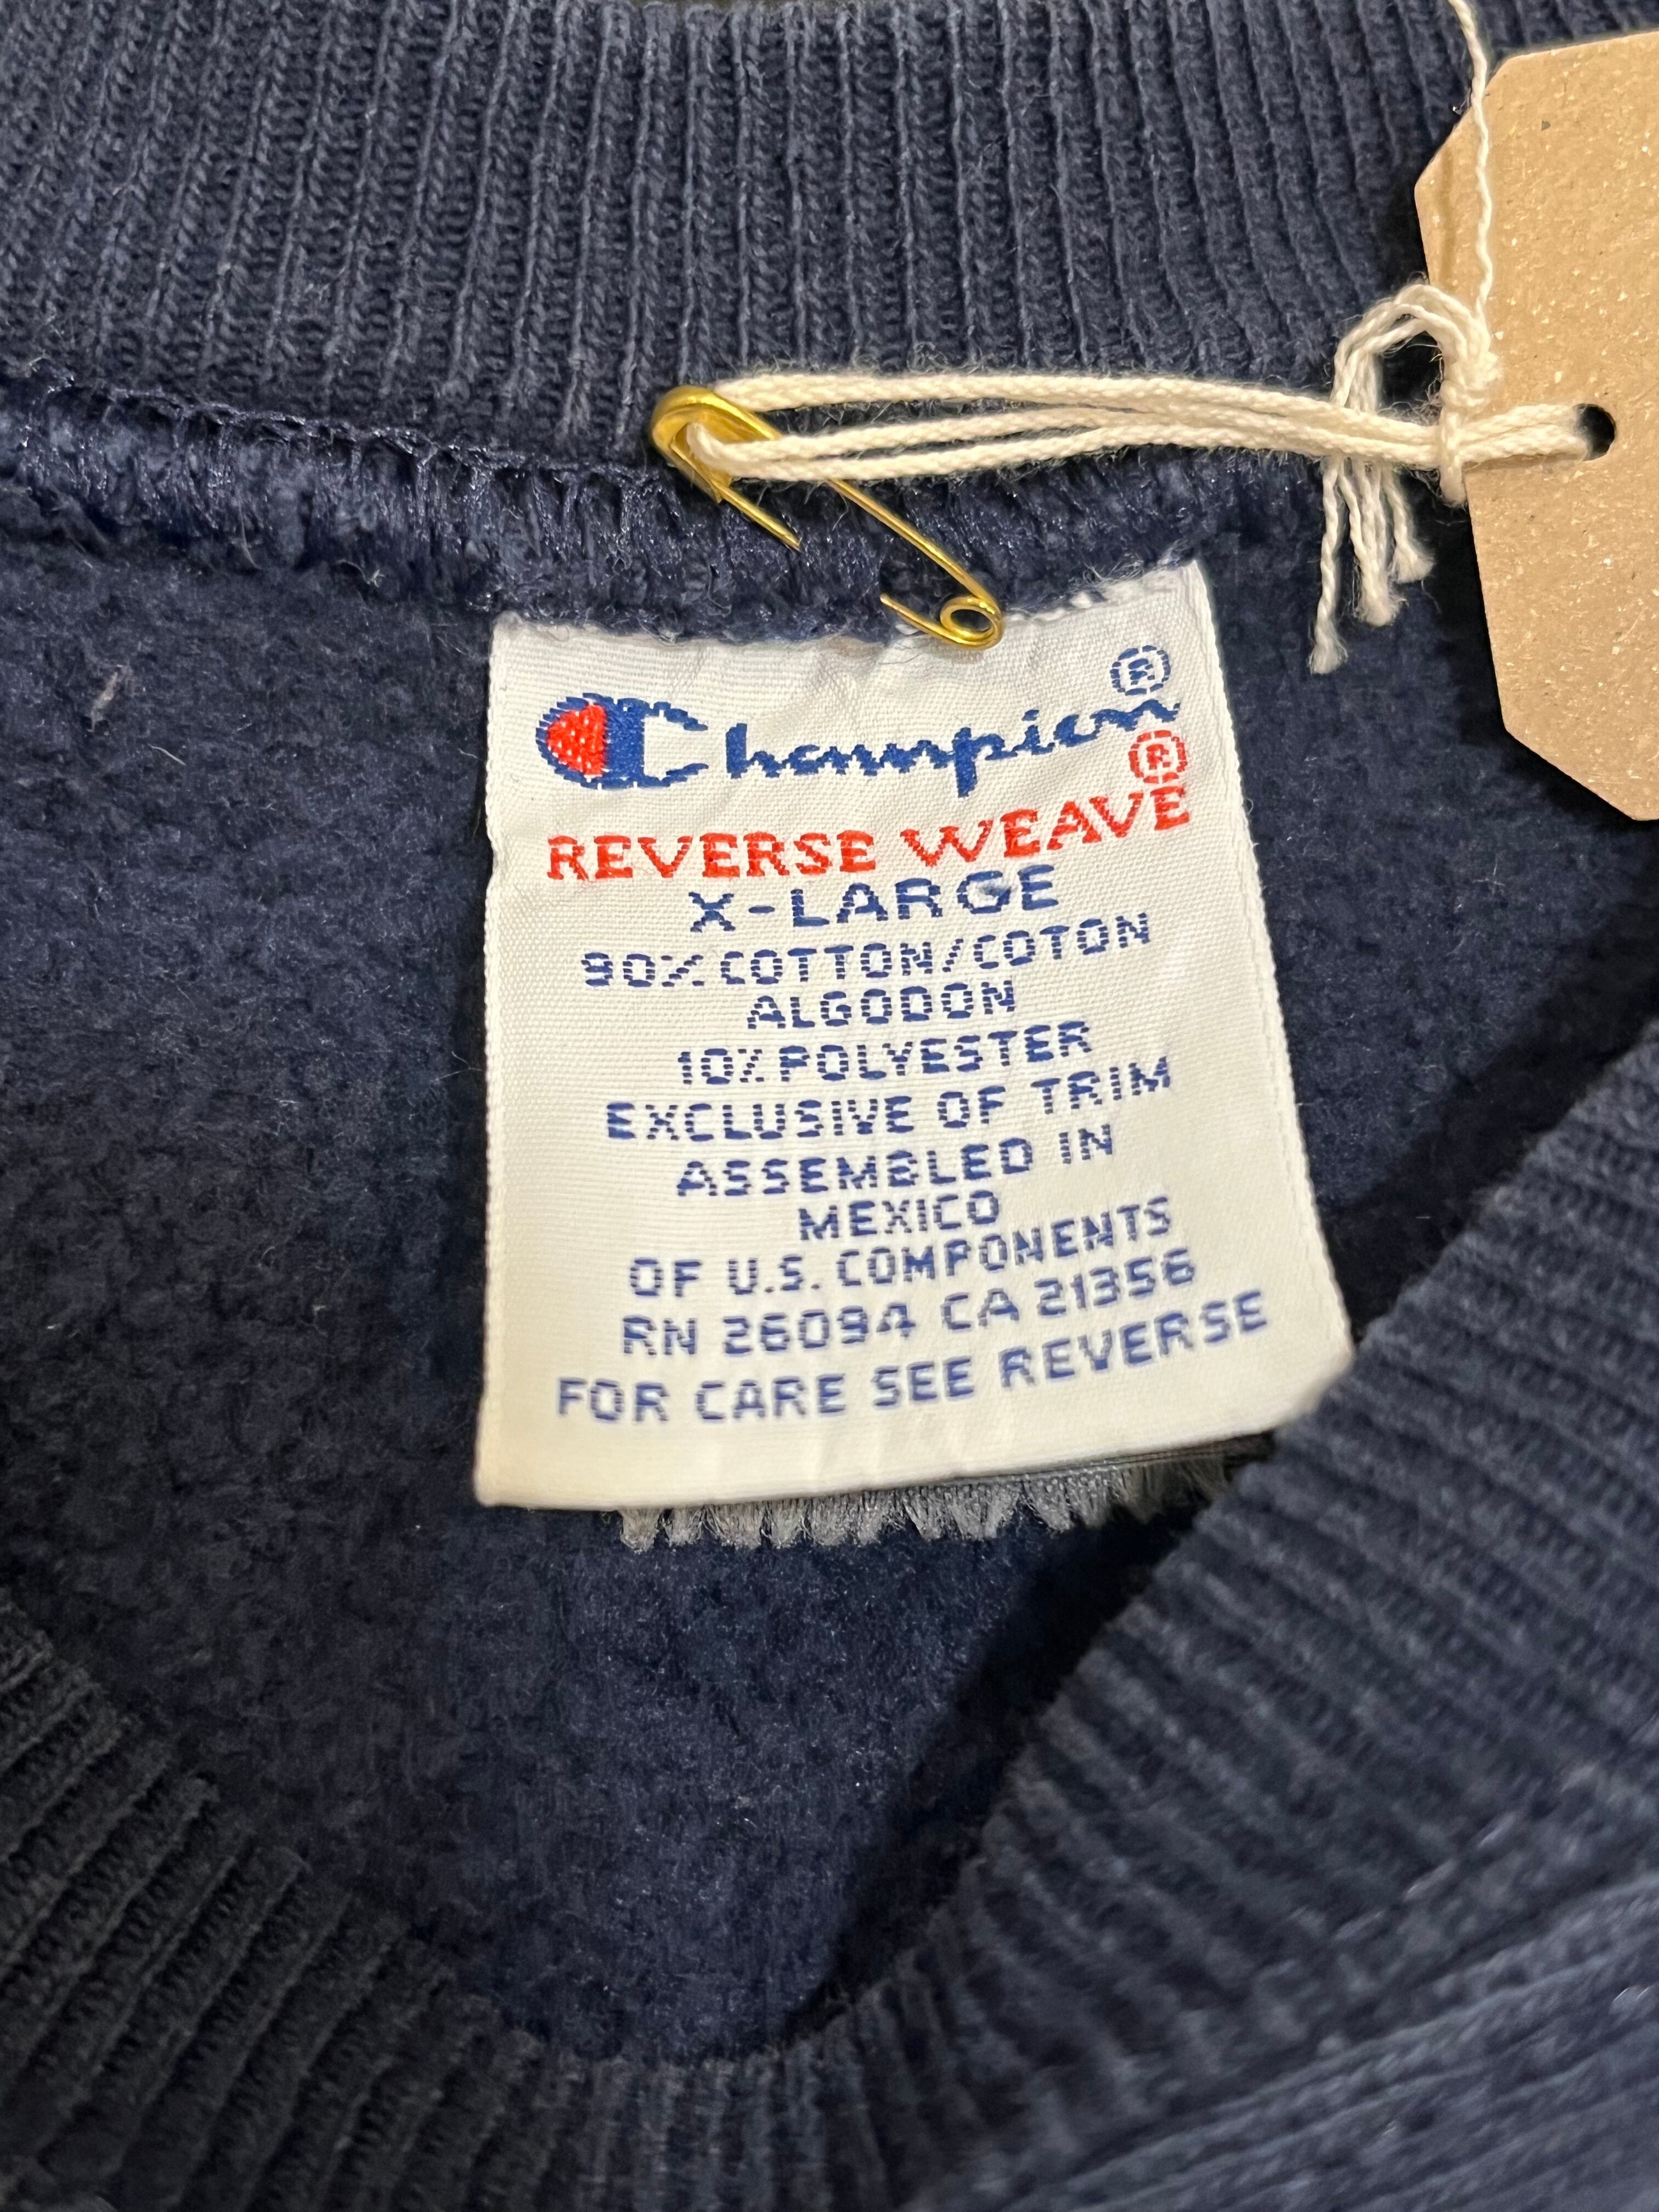 Champion®
REVERSE WEAVE®
X-LARGE
90% COTTON/COTON
ALGODON
10% POLYESTER
EXCLUSIVE OF TRIM
ASSEMBLED IN
MEXICO
OF U.S. COMPONENTS
RN 26094 CA 21356
FOR CARE SEE REVERSE